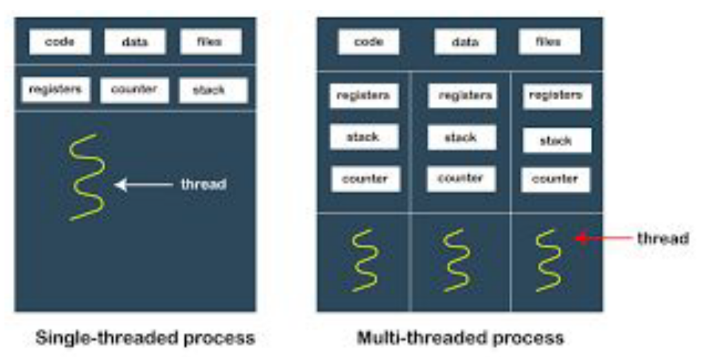 code data files
registers counter stack
thread
Single-threaded process
code data files
registers registers registers
stack stack stack
counter counter counter
thread
Multi-threaded process